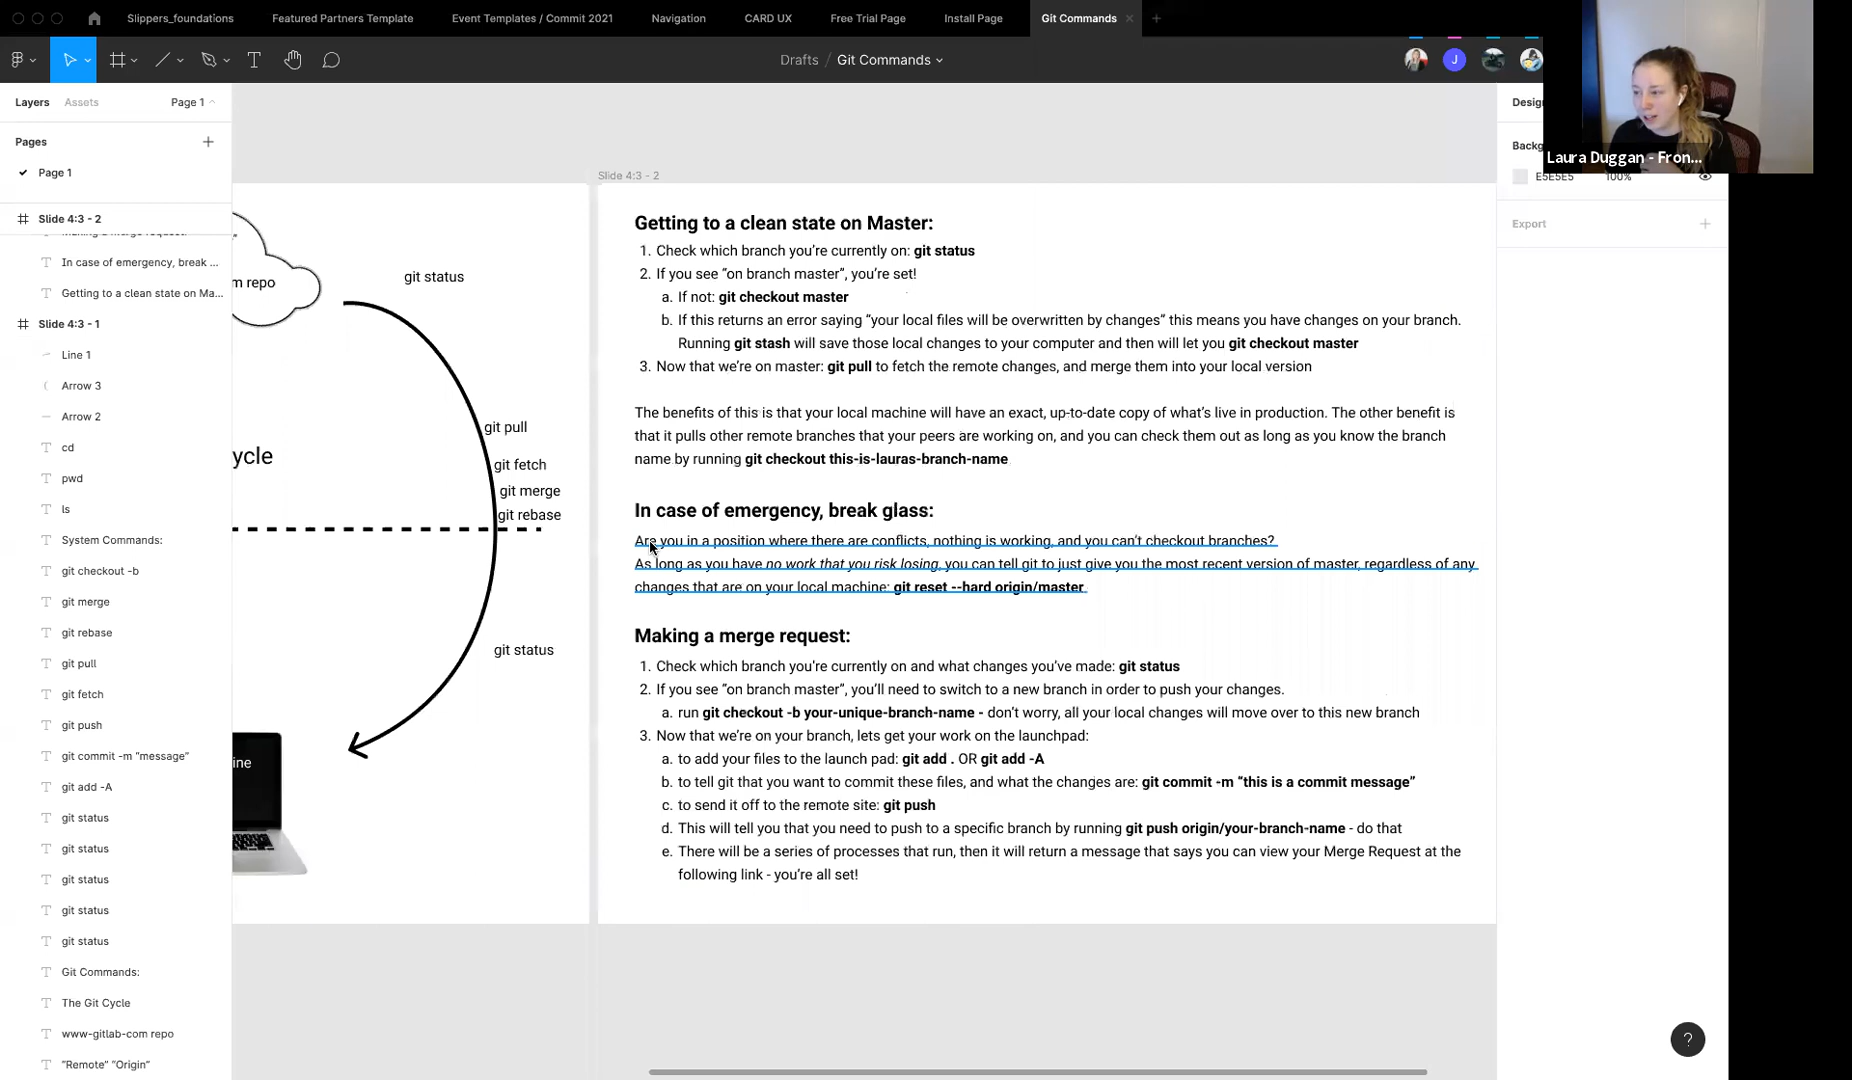 Slippers_foundations
Featured Partners Template
Event Templates / Commit 2021
Navigation
CARD UX
Free Trial Page
Install Page
Git Commands
Drafts / Git Commands
J
Layers
Assets
Page 1
Pages
Page 1
Slide 4:3 - 2
In case of emergency, break ...
Getting to a clean state on Ma...
Slide 4:3 - 1
Line 1
Arrow 3
Arrow 2
cd
pwd
ls
System Commands:
git checkout -b
git merge
git rebase
git pull
git fetch
git push
git commit -m “message”
git add -A
git status
git status
git status
git status
git status
Git Commands:
The Git Cycle
www-gitlab-com repo
"Remote" "Origin"
m repo
git status
git pull
git fetch
git merge
git rebase
ycle
git status
ine
Slide 4:3 - 2
Getting to a clean state on Master:
1. Check which branch you’re currently on: git status
2. If you see “on branch master”, you’re set!
a. If not: git checkout master
b. If this returns an error saying “your local files will be overwritten by changes” this means you have changes on your branch.
Running git stash will save those local changes to your computer and then will let you git checkout master
3. Now that we’re on master: git pull to fetch the remote changes, and merge them into your local version
The benefits of this is that your local machine will have an exact, up-to-date copy of what’s live in production. The other benefit is
that it pulls other remote branches that your peers are working on, and you can check them out as long as you know the branch
name by running git checkout this-is-lauras-branch-name
In case of emergency, break glass:
Are you in a position where there are conflicts, nothing is working, and you can’t checkout branches?
As long as you have no work that you risk losing, you can tell git to just give you the most recent version of master, regardless of any
changes that are on your local machine: git reset --hard origin/master
Making a merge request:
1. Check which branch you’re currently on and what changes you’ve made: git status
2. If you see “on branch master”, you’ll need to switch to a new branch in order to push your changes.
a. run git checkout -b your-unique-branch-name - don’t worry, all your local changes will move over to this new branch
3. Now that we’re on your branch, lets get your work on the launchpad:
a. to add your files to the launch pad: git add . OR git add -A
b. to tell git that you want to commit these files, and what the changes are: git commit -m “this is a commit message”
c. to send it off to the remote site: git push
d. This will tell you that you need to push to a specific branch by running git push origin/your-branch-name - do that
e. There will be a series of processes that run, then it will return a message that says you can view your Merge Request at the
following link - you’re all set!
Desig
Backg
E5E5E5 100%
Export
Laura Duggan - Fron...
?